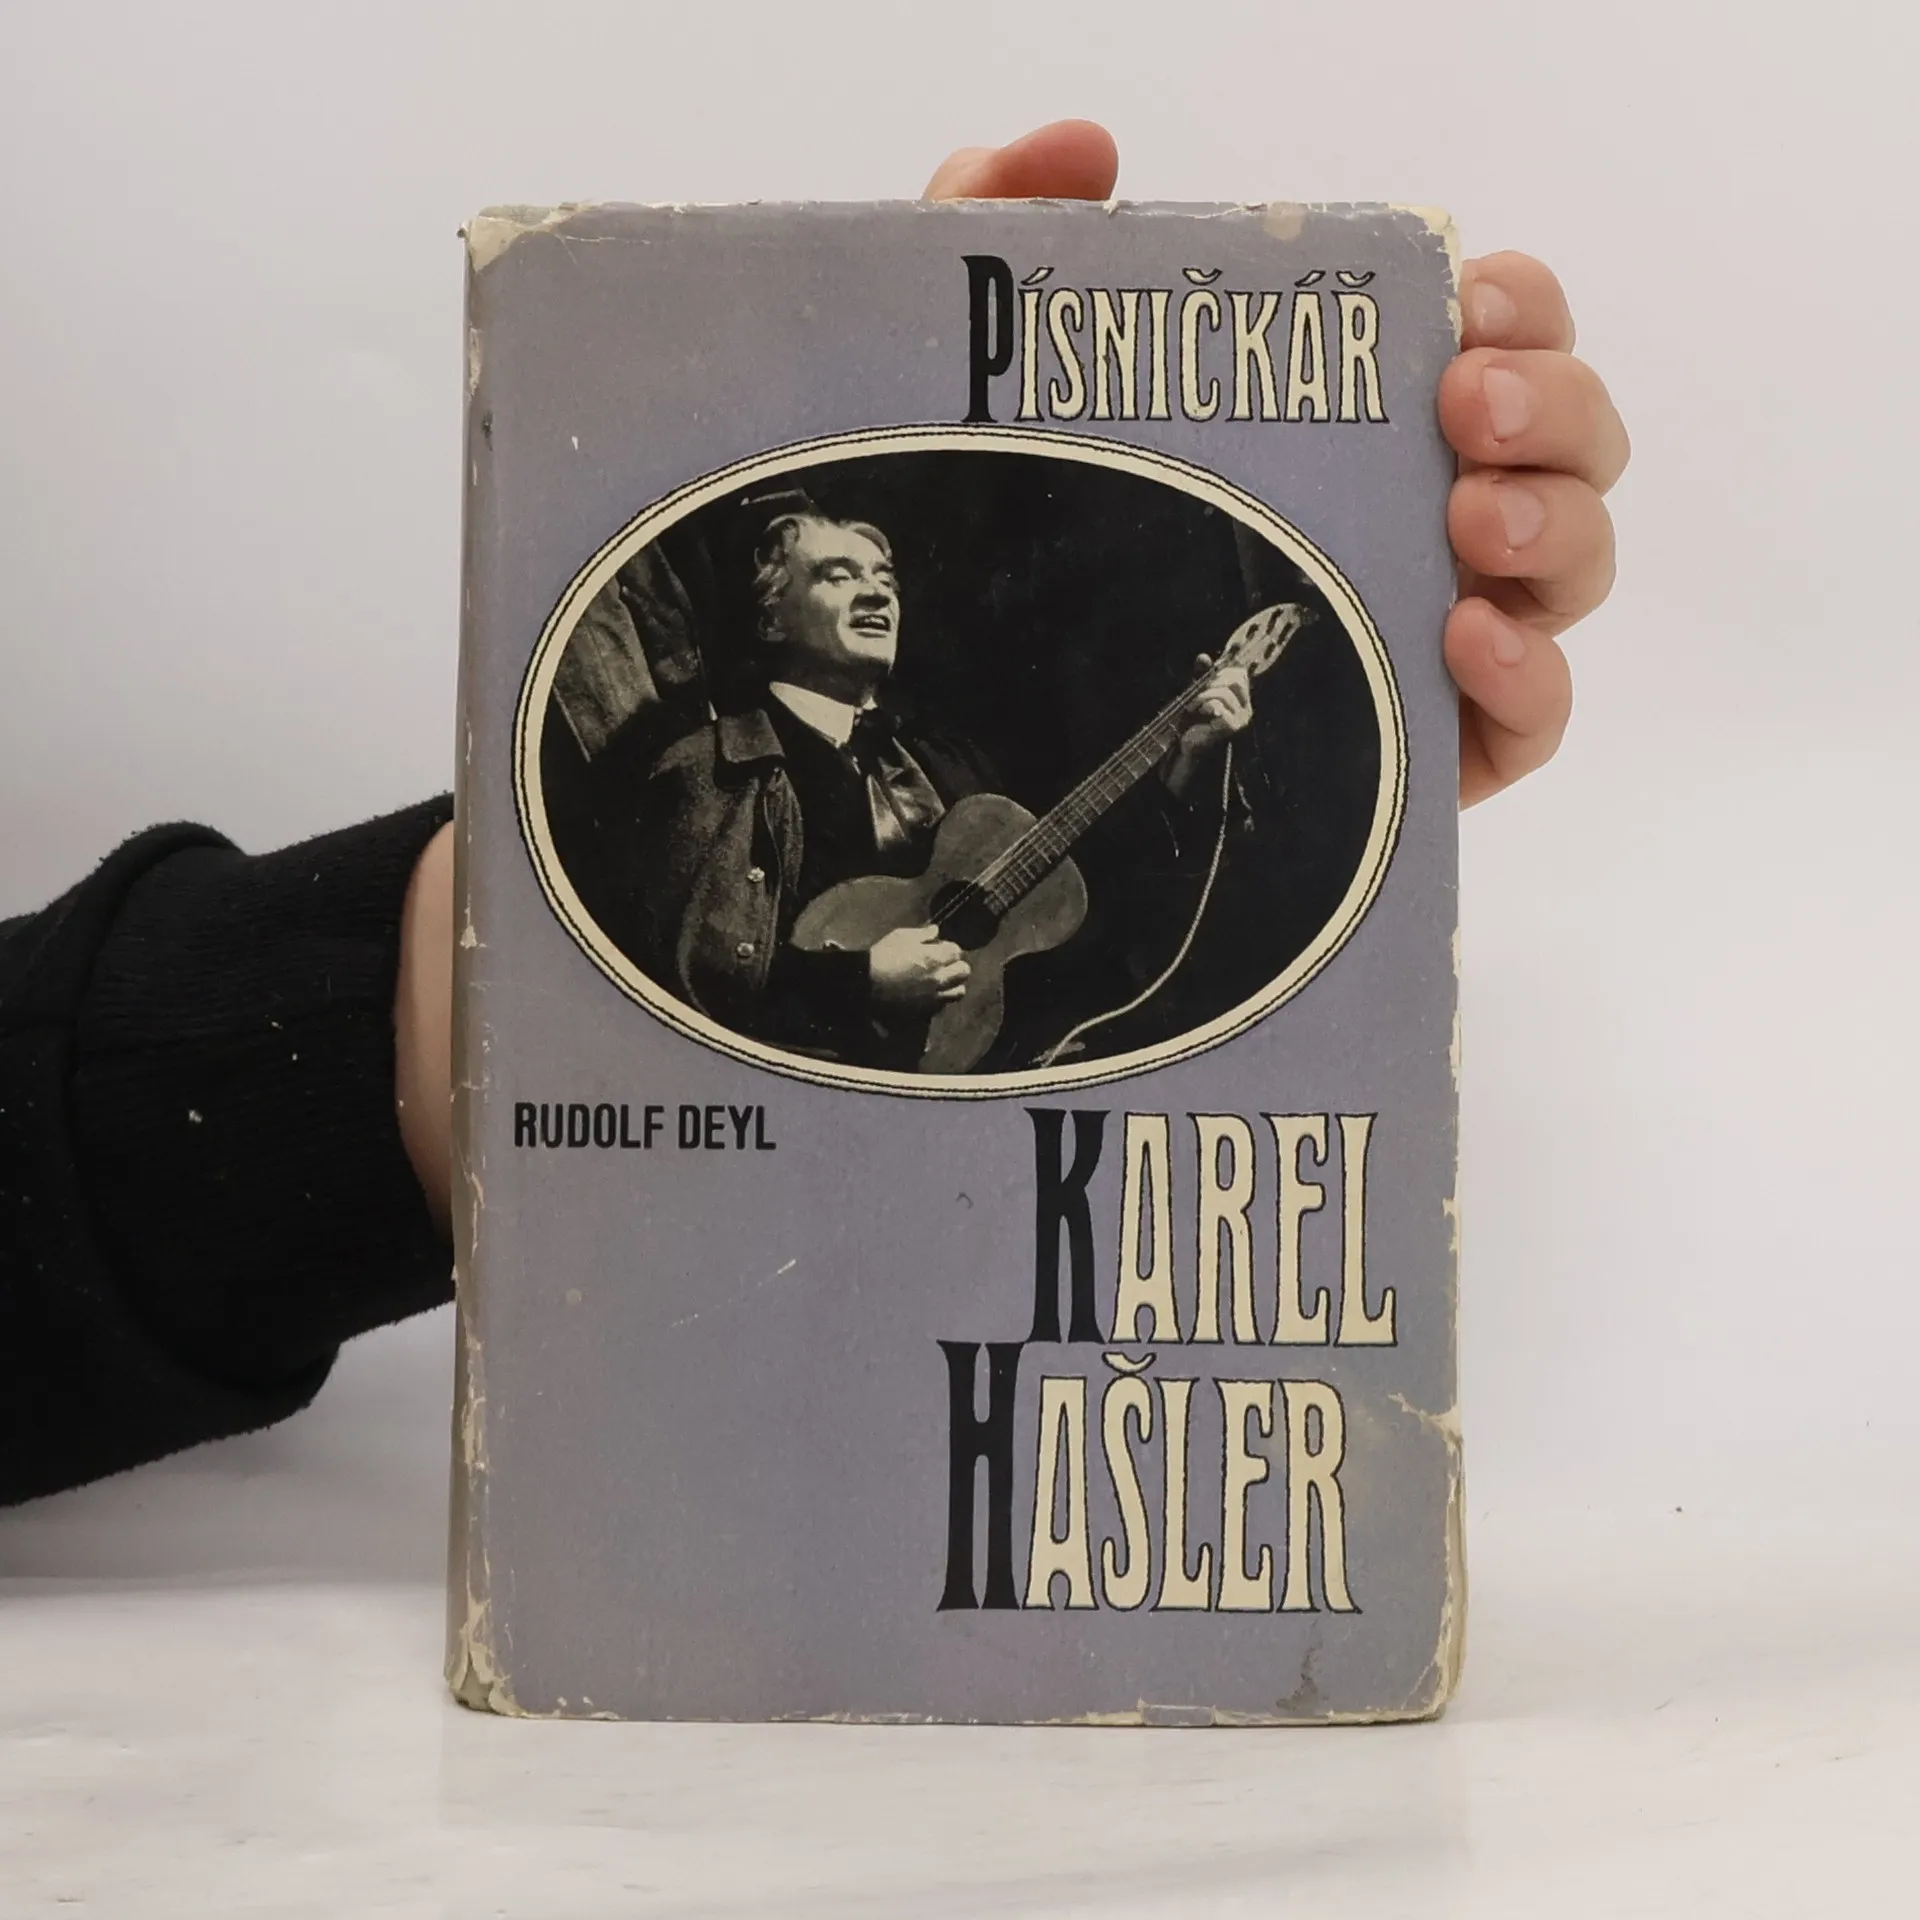 PÍSNIČKÁŘ
RUDOLF DEYL
KAREL
HAŠLER